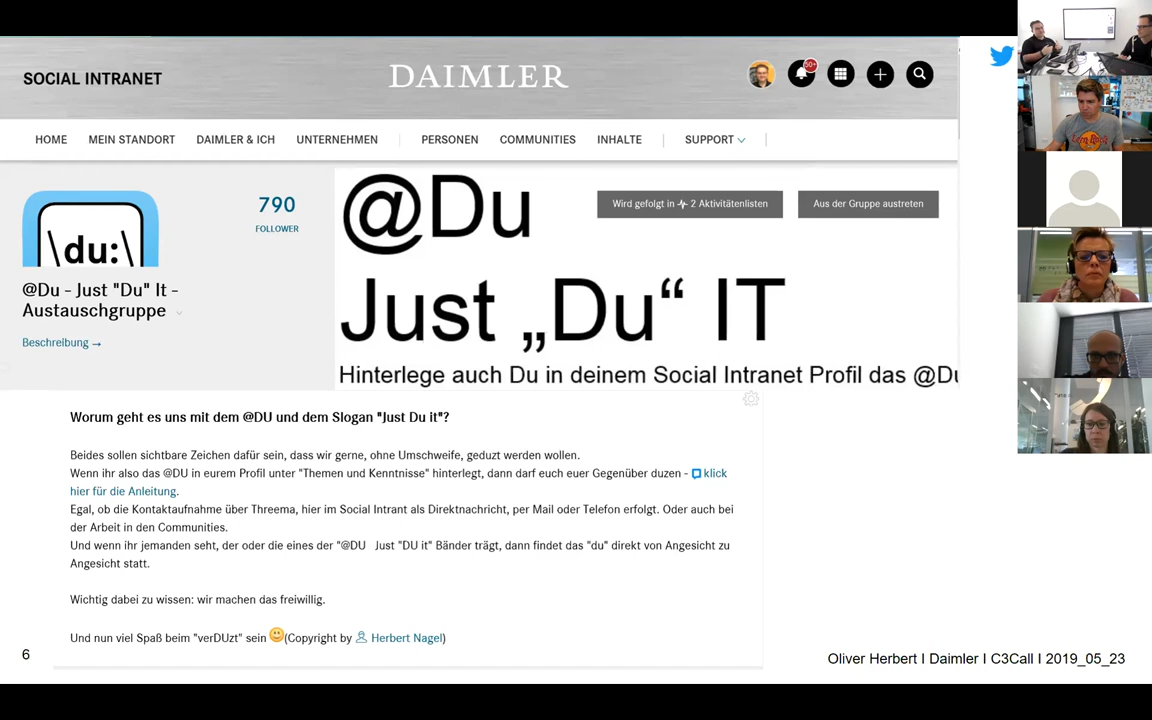 SOCIAL INTRANET
DAIMLER
50+
HOME MEIN STANDORT DAIMLER & ICH UNTERNEHMEN PERSONEN COMMUNITIES INHALTE SUPPORT
\du:\
790
FOLLOWER
@Du - Just "Du" It -
Austauschgruppe
Beschreibung →
@Du
Wird gefolgt in 2 Aktivitätenlisten
Aus der Gruppe austreten
Just „Du“ IT
Hinterlege auch Du in deinem Social Intranet Profil das @Du
Worum geht es uns mit dem @DU und dem Slogan "Just Du it"?
Beides sollen sichtbare Zeichen dafür sein, dass wir gerne, ohne Umschweife, geduzt werden wollen.
Wenn ihr also das @DU in eurem Profil unter "Themen und Kenntnisse" hinterlegt, dann darf euch euer Gegenüber duzen - klick
hier für die Anleitung.
Egal, ob die Kontaktaufnahme über Threema, hier im Social Intrant als Direktnachricht, per Mail oder Telefon erfolgt. Oder auch bei
der Arbeit in den Communities.
Und wenn ihr jemanden seht, der oder die eines der "@DU Just "DU it" Bänder trägt, dann findet das "du" direkt von Angesicht zu
Angesicht statt.
Wichtig dabei zu wissen: wir machen das freiwillig.
Und nun viel Spaß beim "verDUzt" sein (Copyright by Herbert Nagel)
6
Oliver Herbert I Daimler I C3Call I 2019_05_23